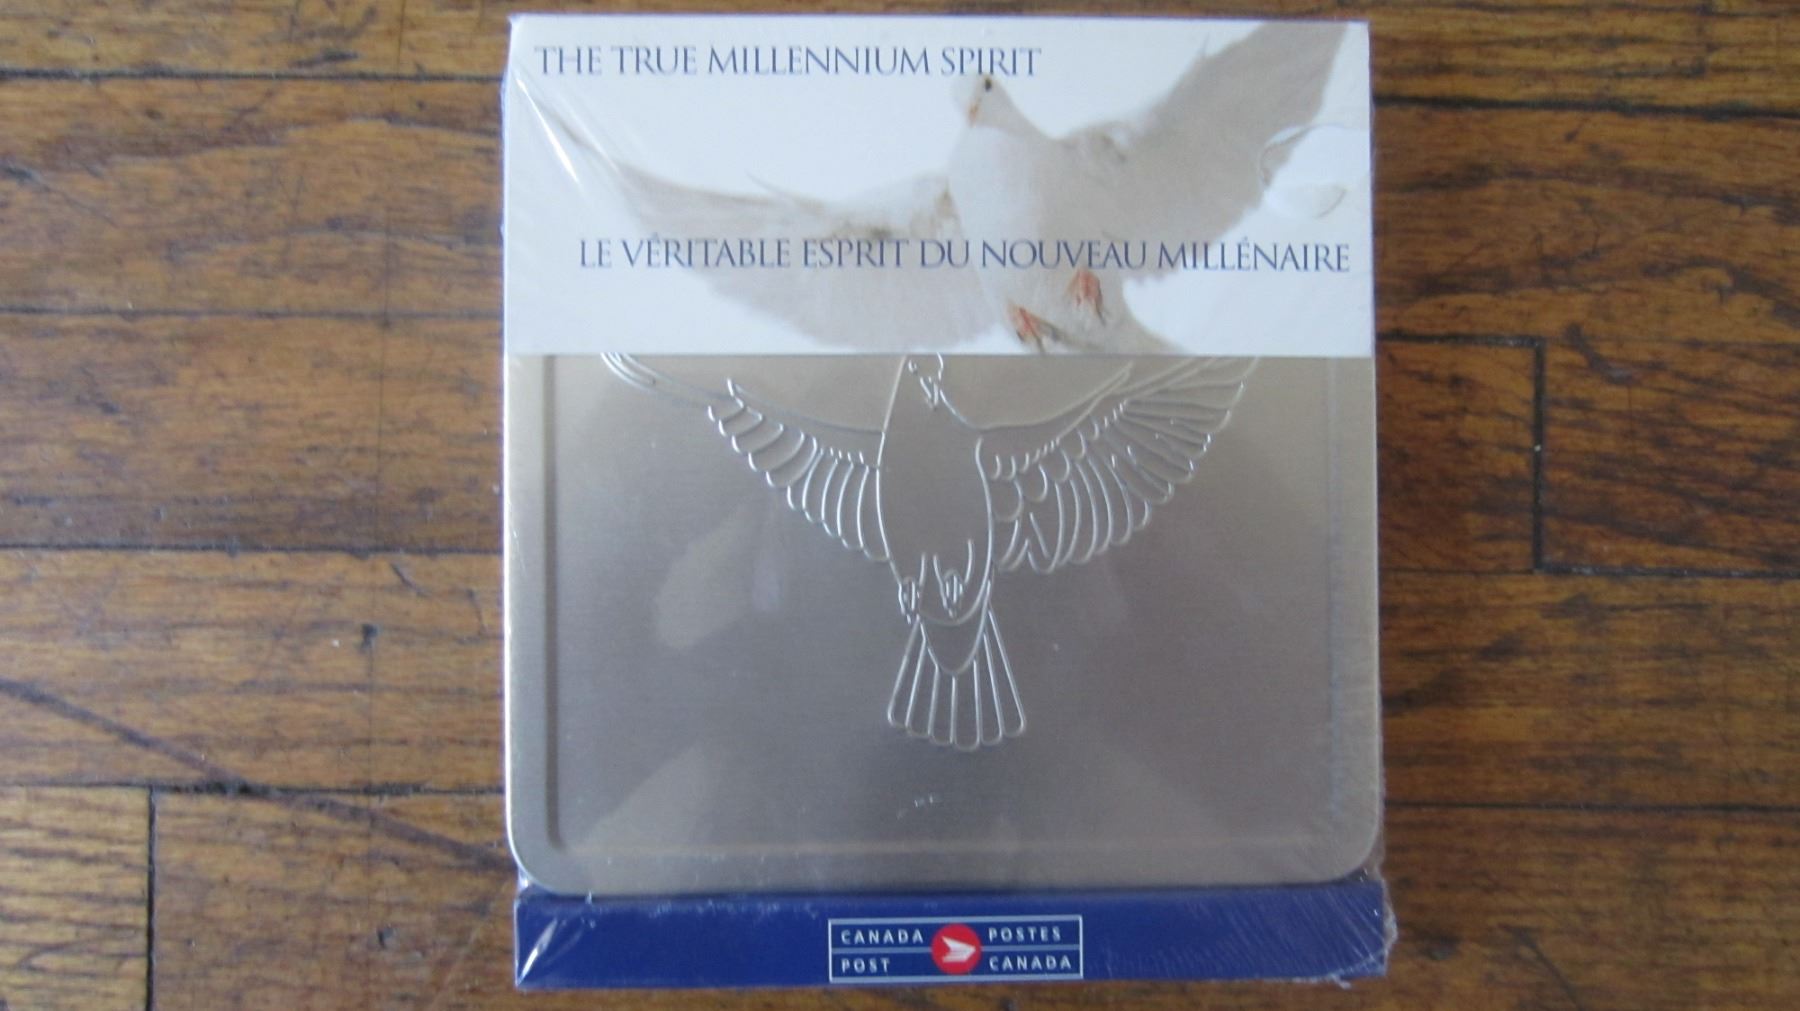 THE TRUE MILLENNIUM SPIRIT
LE VÉRITABLE ESPRIT DU NOUVEAU MILLÉNAIRE
CANADA POSTES
POST CANADA